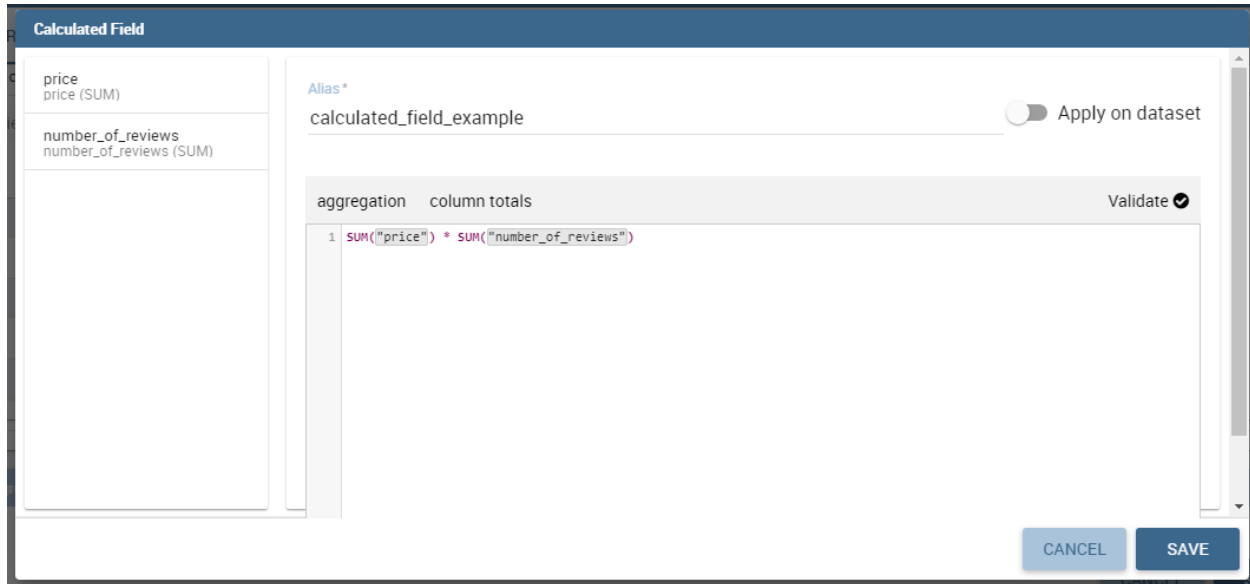 Calculated Field
price
price (SUM)
number_of_reviews
number_of_reviews (SUM)
Alias *
calculated_field_example
Apply on dataset
aggregation column totals Validate
1 SUM("price") * SUM("number_of_reviews")
CANCEL SAVE